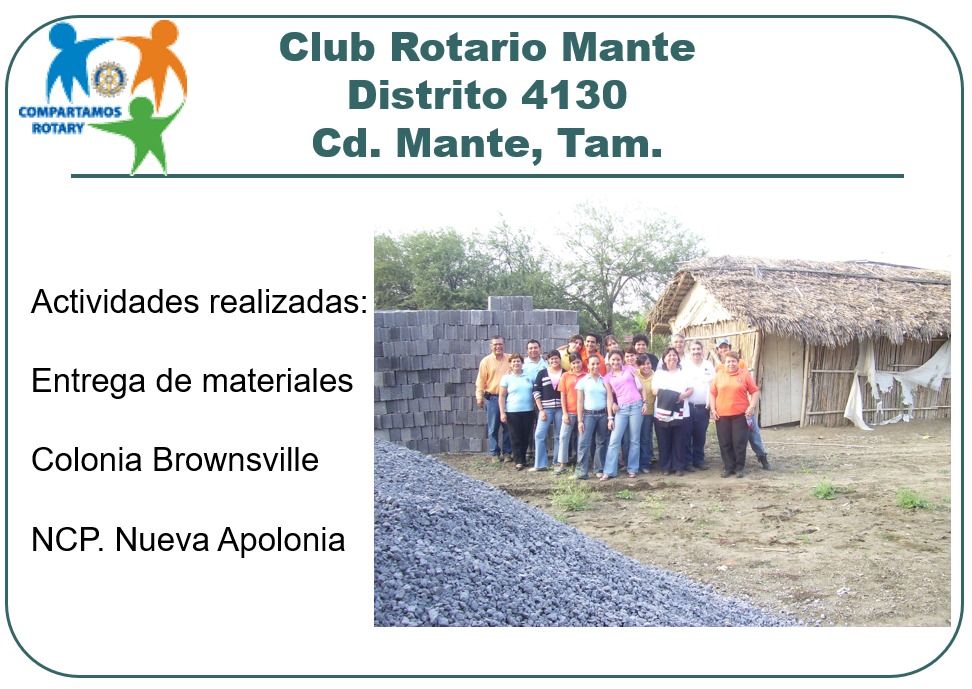 COMPARTAMOS
ROTARY
Club Rotario Mante
Distrito 4130
Cd. Mante, Tam.
Actividades realizadas:
Entrega de materiales
Colonia Brownsville
NCP. Nueva Apolonia